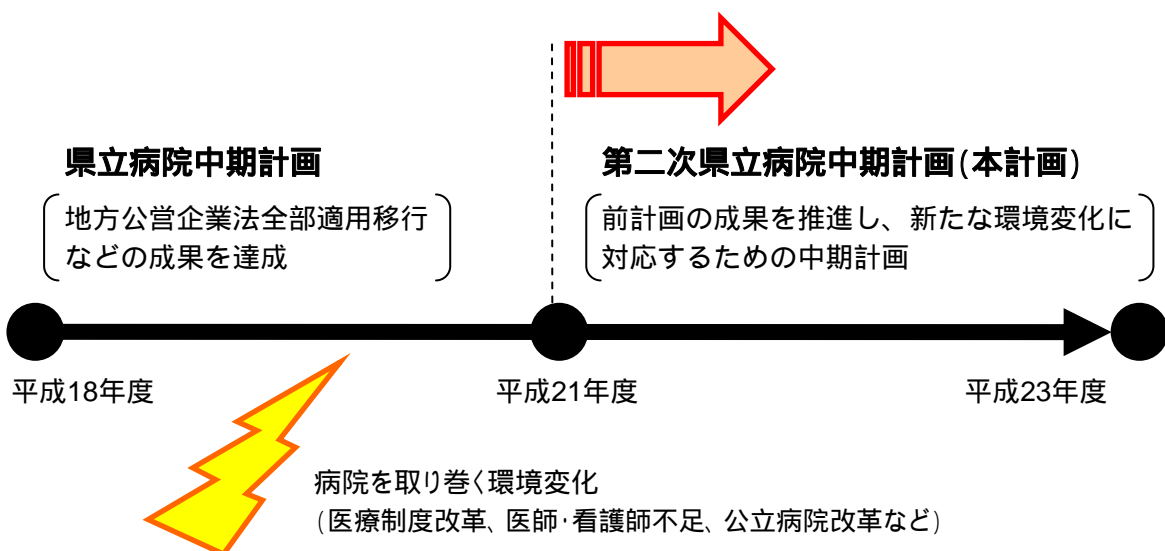 県立病院中期計画
地方公営企業法全部適用移行
などの成果を達成
第二次県立病院中期計画(本計画)
前計画の成果を推進し、新たな環境変化に
対応するための中期計画
平成18年度
平成21年度
平成23年度
病院を取り巻く環境変化
(医療制度改革、医師・看護師不足、公立病院改革など)